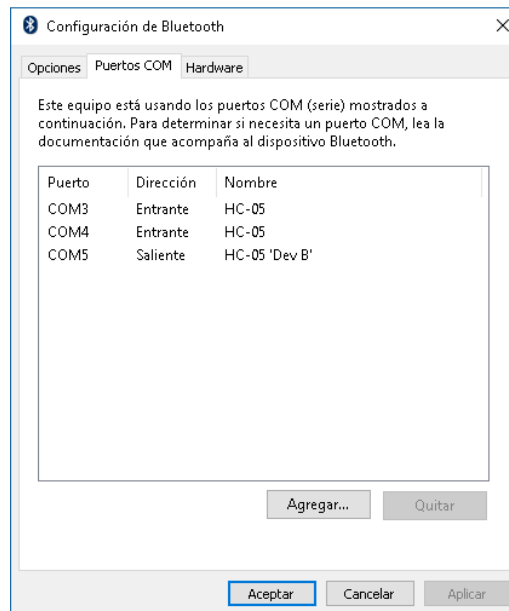 Configuración de Bluetooth
Opciones Puertos COM Hardware
Este equipo está usando los puertos COM (serie) mostrados a
continuación. Para determinar si necesita un puerto COM, lea la
documentación que acompaña al dispositivo Bluetooth.
Puerto Dirección Nombre
COM3 Entrante HC-05
COM4 Entrante HC-05
COM5 Saliente HC-05 'Dev B'
Agregar... Quitar
Aceptar Cancelar Aplicar